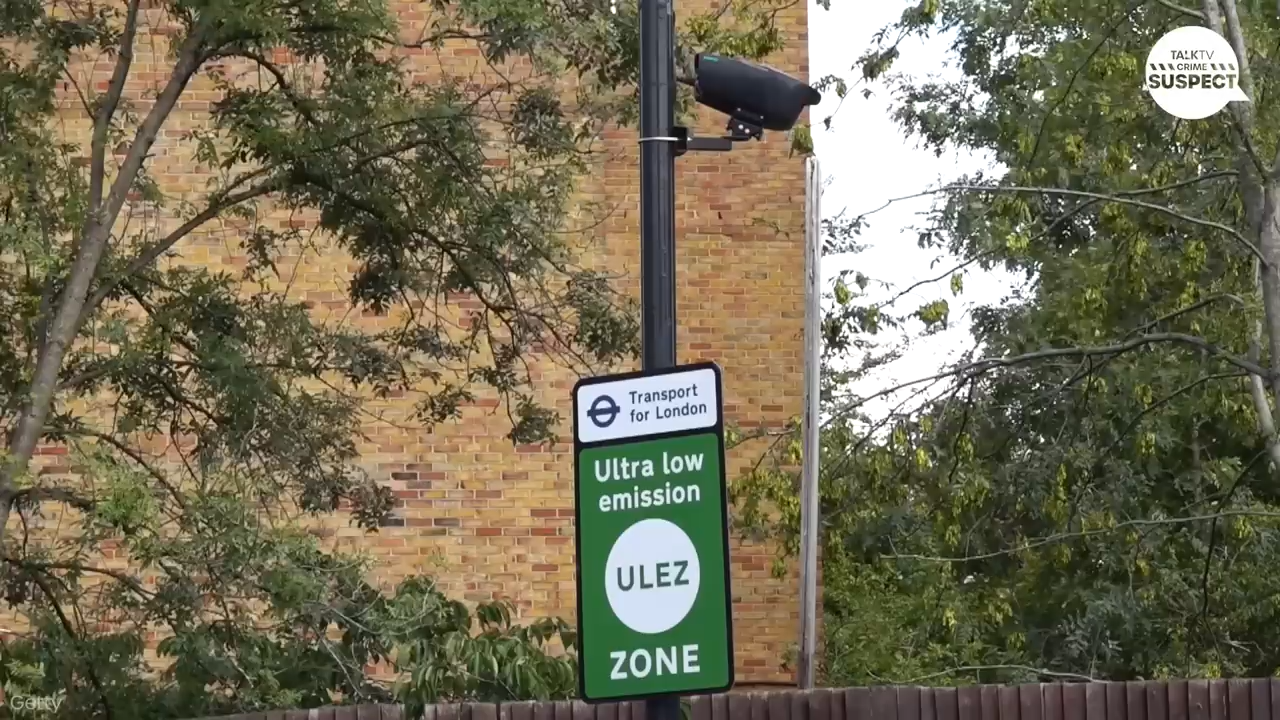 TALKTV
CRIME
SUSPECT
Transport
for London
Ultra low
emission
ULEZ
ZONE
Getty